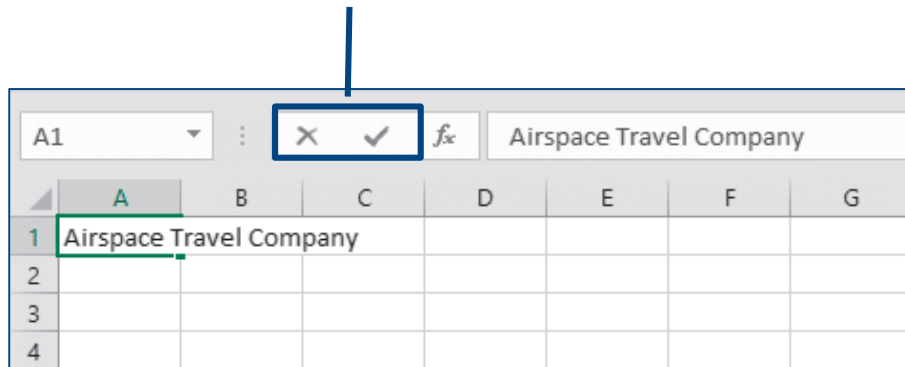 A1 fx Airspace Travel Company
A B C D E F G
1 Airspace Travel Company
2
3
4